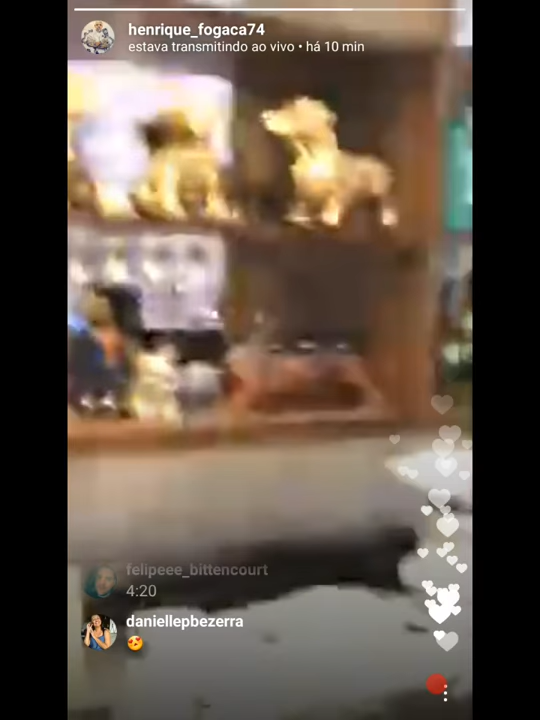 henrique_fogaca74
estava transmitindo ao vivo • há 10 min
felipeee_bittencourt
4:20
daniellepbezerra
😍